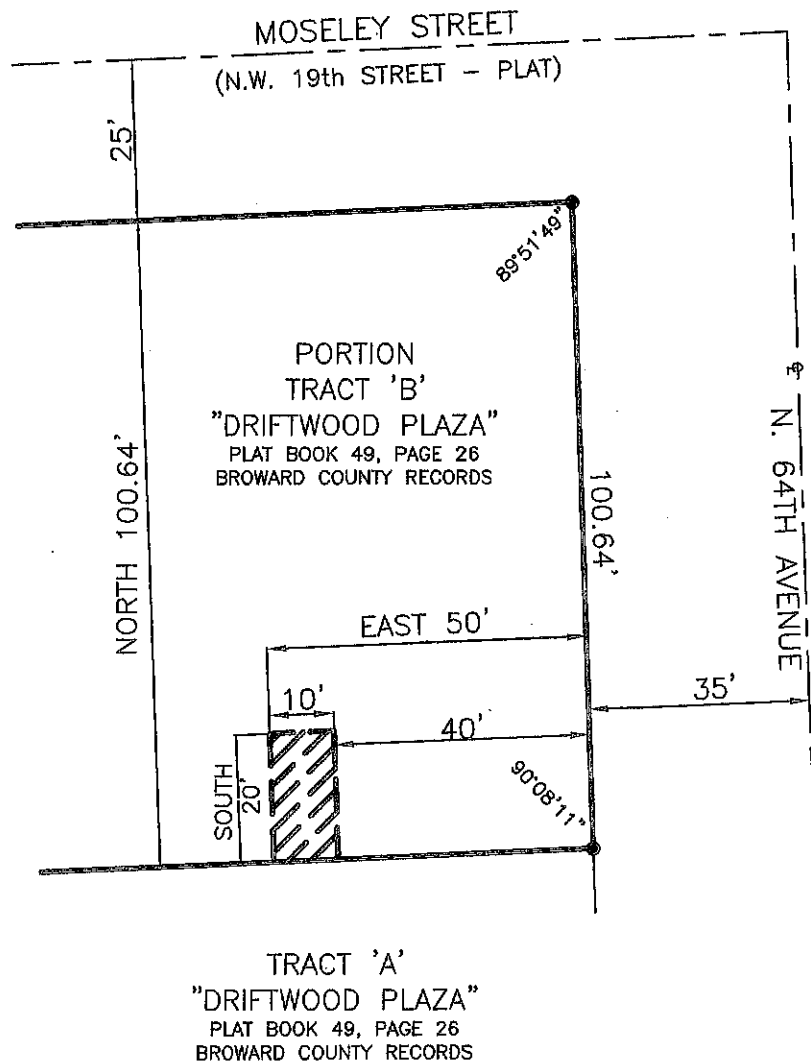 MOSELEY STREET
(N.W. 19th STREET - PLAT)
25'
89°51'49"
PORTION
TRACT 'B'
"DRIFTWOOD PLAZA"
PLAT BOOK 49, PAGE 26
BROWARD COUNTY RECORDS
NORTH 100.64'
100.64'
N. 64TH AVENUE
EAST 50'
35'
10'
40'
SOUTH
20'
90°08'11"
TRACT 'A'
"DRIFTWOOD PLAZA"
PLAT BOOK 49, PAGE 26
BROWARD COUNTY RECORDS